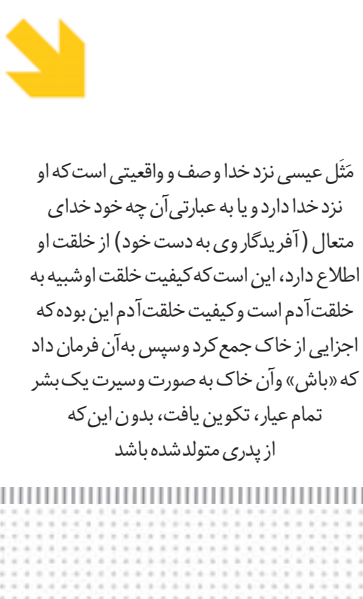 مَثَل عیسی نزد خدا وصف و واقعیتی است که او
نزد خدا دارد و یا به عبارتی آن چه خود خدای
متعال (آفریدگار وی به دست خود) از خلقت او
اطلاع دارد، این است که کیفیت خلقت او شبیه به
خلقت آدم است و کیفیت خلقت آدم این بوده که
اجزایی از خاک جمع کرد و سپس به آن فرمان داد
که «باش» و آن خاک به صورت و سیرت یک بشر
تمام عیار، تکوین یافت، بدون این که
از پدری متولد شده باشد